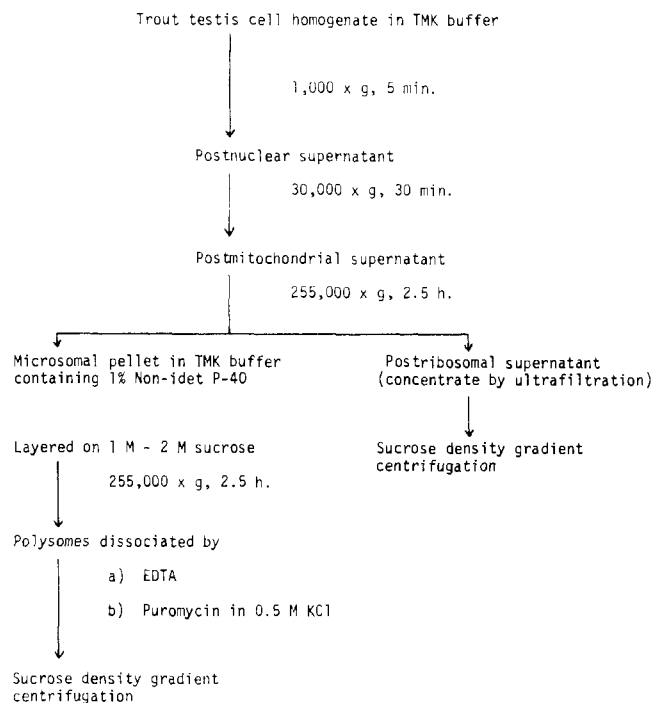 Trout testis cell homogenate in TMK buffer
1,000 x g, 5 min.
Postnuclear supernatant
30,000 x g, 30 min.
Postmitochondrial supernatant
255,000 x g, 2.5 h.
Microsomal pellet in TMK buffer
containing 1% Non-idet P-40
Postribosomal supernatant
(concentrate by ultrafiltration)
Layered on 1 M - 2 M sucrose
255,000 x g, 2.5 h.
Sucrose density gradient
centrifugation
Polysomes dissociated by
a) EDTA
b) Puromycin in 0.5 M KCl
Sucrose density gradient
centrifugation